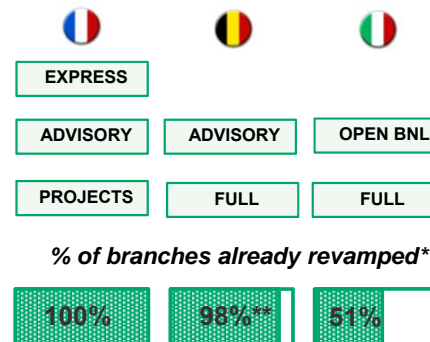 EXPRESS
ADVISORY ADVISORY OPEN BNL
PROJECTS FULL FULL
% of branches already revamped*
100% 98%** 51%